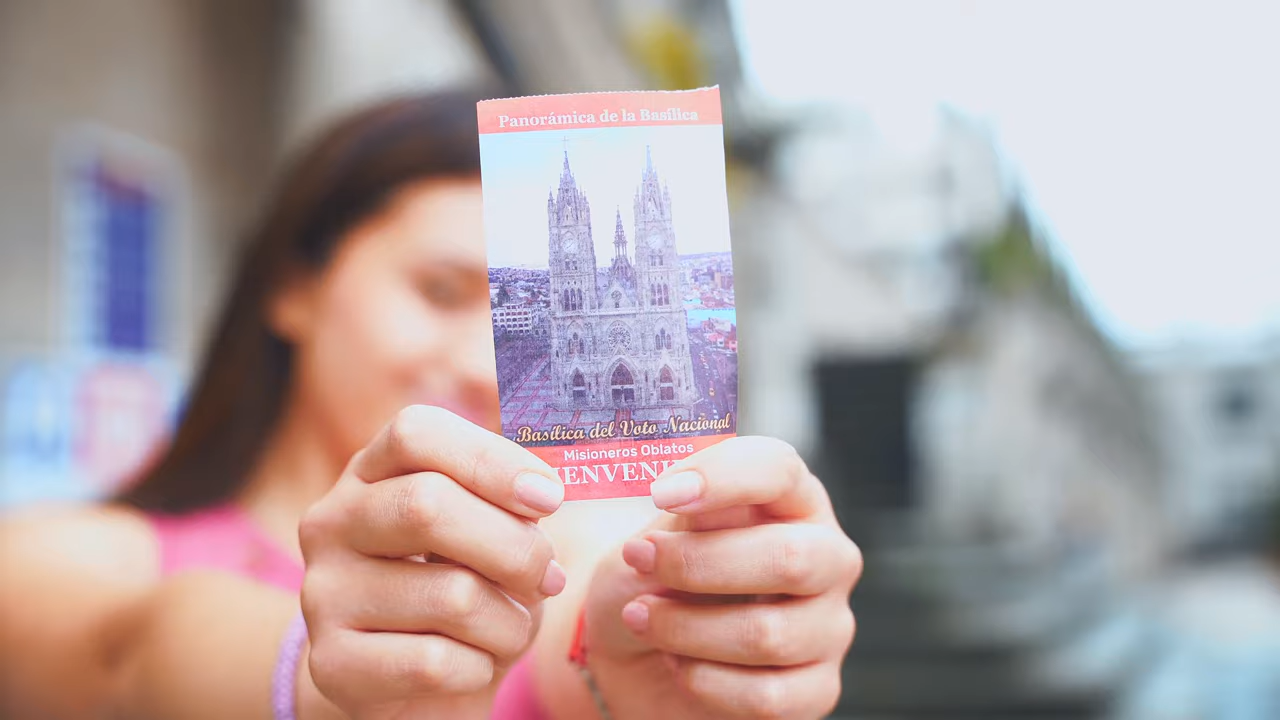 Panorámica de la Basílica
Basílica del Voto Nacional
Misioneros Oblatos